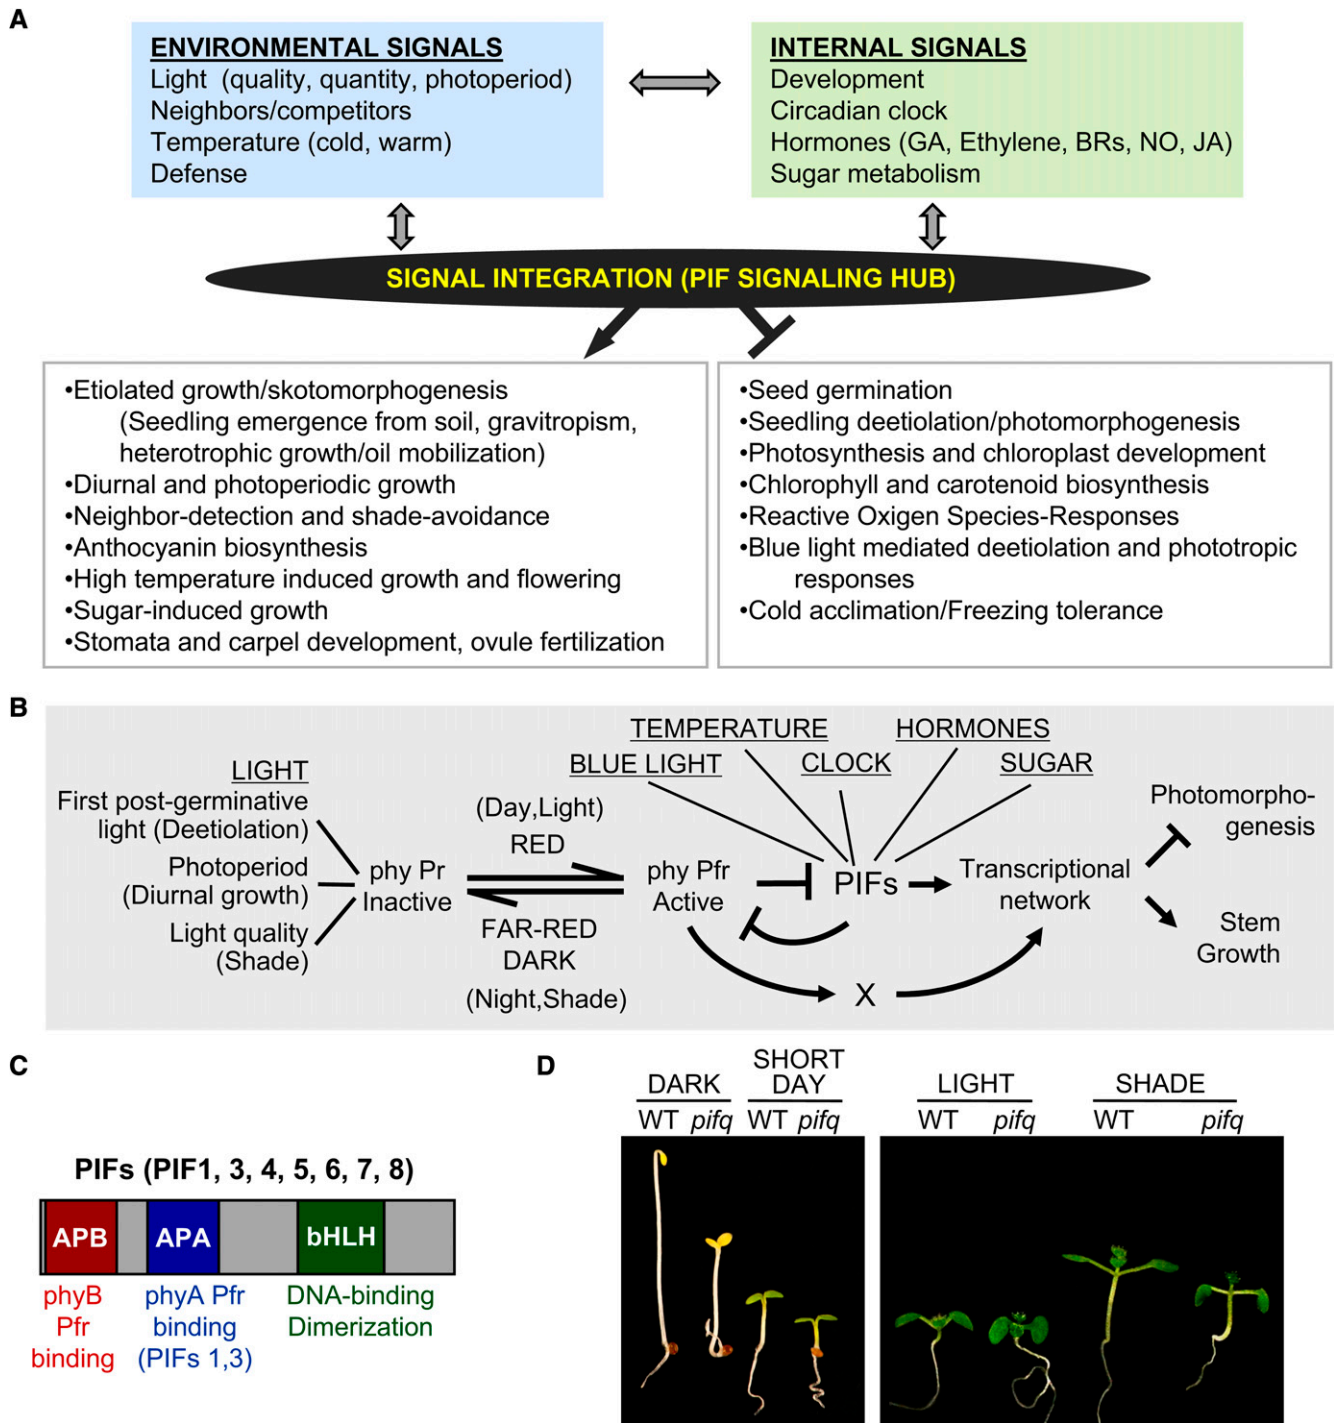 A
ENVIRONMENTAL SIGNALS
Light (quality, quantity, photoperiod)
Neighbors/competitors
Temperature (cold, warm)
Defense
INTERNAL SIGNALS
Development
Circadian clock
Hormones (GA, Ethylene, BRs, NO, JA)
Sugar metabolism
SIGNAL INTEGRATION (PIF SIGNALING HUB)
•Etiolated growth/skotomorphogenesis
(Seedling emergence from soil, gravitropism,
heterotrophic growth/oil mobilization)
•Diurnal and photoperiodic growth
•Neighbor-detection and shade-avoidance
•Anthocyanin biosynthesis
•High temperature induced growth and flowering
•Sugar-induced growth
•Stomata and carpel development, ovule fertilization
•Seed germination
•Seedling deetiolation/photomorphogenesis
•Photosynthesis and chloroplast development
•Chlorophyll and carotenoid biosynthesis
•Reactive Oxigen Species-Responses
•Blue light mediated deetiolation and phototropic
responses
•Cold acclimation/Freezing tolerance
B
LIGHT
First post-germinative
light (Deetiolation)
Photoperiod
(Diurnal growth)
Light quality
(Shade)
phy Pr
Inactive
(Day,Light)
RED
FAR-RED
DARK
(Night,Shade)
phy Pfr
Active
TEMPERATURE
HORMONES
BLUE LIGHT
CLOCK
SUGAR
PIFs
X
Transcriptional
network
Photomorpho-
genesis
Stem
Growth
C
PIFs (PIF1, 3, 4, 5, 6, 7, 8)
APB
APA
bHLH
phyB
Pfr
binding
phyA Pfr
binding
(PIFs 1,3)
DNA-binding
Dimerization
D
DARK
SHORT
DAY
LIGHT
SHADE
WT pifq
WT pifq
WT pifq
WT pifq